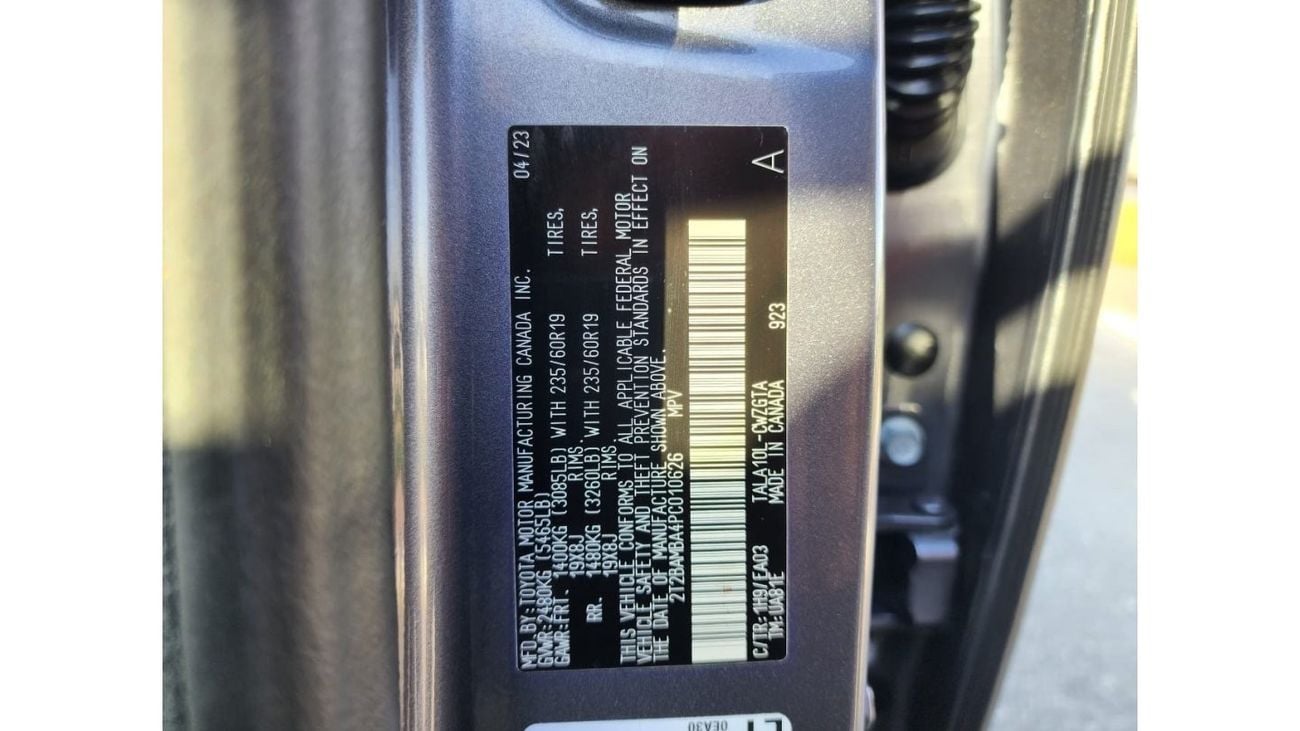 MFD.BY:TOYOTA MOTOR MANUFACTURING CANADA INC. 04/23
GVWR:2480KG (5465LB)
GAWR:FRT. 1400KG (3085LB) WITH 235/60R19 TIRES,
19X8J RIMS.
RR. 1480KG (3260LB) WITH 235/60R19 TIRES,
19X8J RIMS.
THIS VEHICLE CONFORMS TO ALL APPLICABLE FEDERAL MOTOR
VEHICLE SAFETY AND THEFT PREVENTION STANDARDS IN EFFECT ON
THE DATE OF MANUFACTURE SHOWN ABOVE.
2T2BAMBA4PC010626 MPV
C/TR:1H9/EA03 TALA10L-CWZGTA A
TM:UA81E MADE IN CANADA 923
0EA30